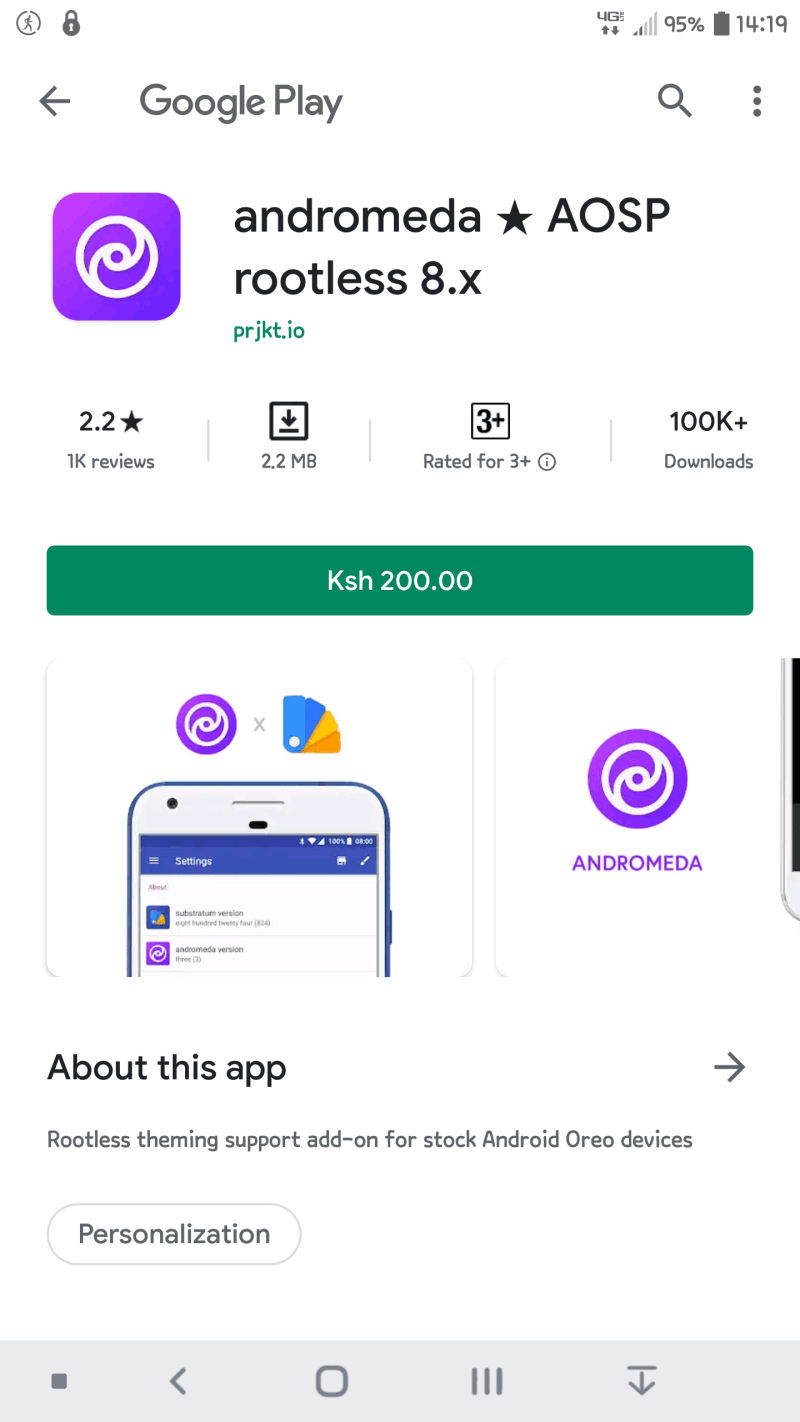 4G 95% 14:19
Google Play
andromeda ★ AOSP
rootless 8.x
prjkt.io
2.2★
1K reviews
2.2 MB
3+
Rated for 3+
100K+
Downloads
Ksh 200.00
x
100% 08:00
Settings
About
substratum version
eight hundred twenty four (824)
andromeda version
three (3)
ANDROMEDA
About this app
Rootless theming support add-on for stock Android Oreo devices
Personalization